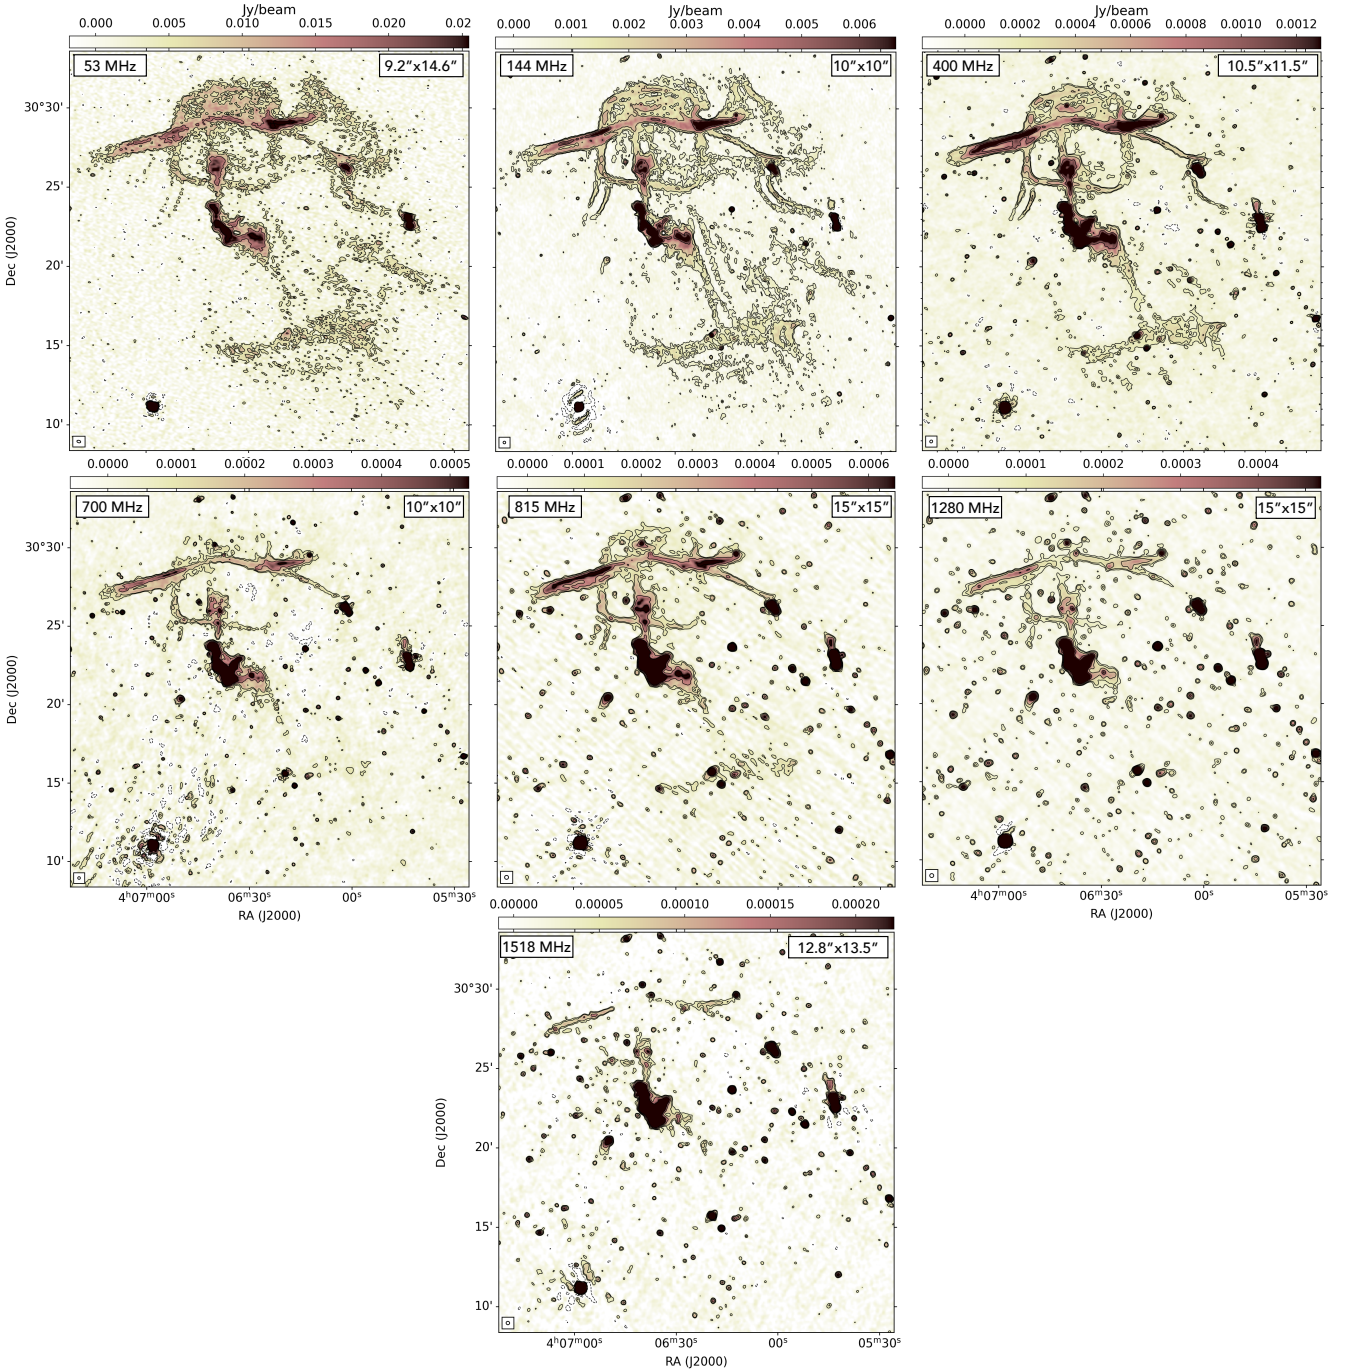 Jy/beam Jy/beam Jy/beam
0.000 0.005 0.010 0.015 0.020 0.02 0.000 0.001 0.002 0.003 0.004 0.005 0.006 0.0000 0.0002 0.0004 0.0006 0.0008 0.0010 0.0012
53 MHz 9.2”x14.6” 144 MHz 10”x10” 400 MHz 10.5”x11.5”
30°30'
25'
Dec (J2000)
20'
15'
10'
0.0000 0.0001 0.0002 0.0003 0.0004 0.0005 0.0000 0.0001 0.0002 0.0003 0.0004 0.0005 0.0006 0.0000 0.0001 0.0002 0.0003 0.0004
700 MHz 10”x10” 815 MHz 15”x15” 1280 MHz 15”x15”
30°30'
25'
Dec (J2000)
20'
15'
10'
4ʰ07ᵐ00ˢ 06ᵐ30ˢ 00ˢ 05ᵐ30ˢ 4ʰ07ᵐ00ˢ 06ᵐ30ˢ 00ˢ 05ᵐ30ˢ
RA (J2000) RA (J2000)
0.00000 0.00005 0.00010 0.00015 0.00020
1518 MHz 12.8”x13.5”
30°30'
25'
Dec (J2000)
20'
15'
10'
4ʰ07ᵐ00ˢ 06ᵐ30ˢ 00ˢ 05ᵐ30ˢ
RA (J2000)